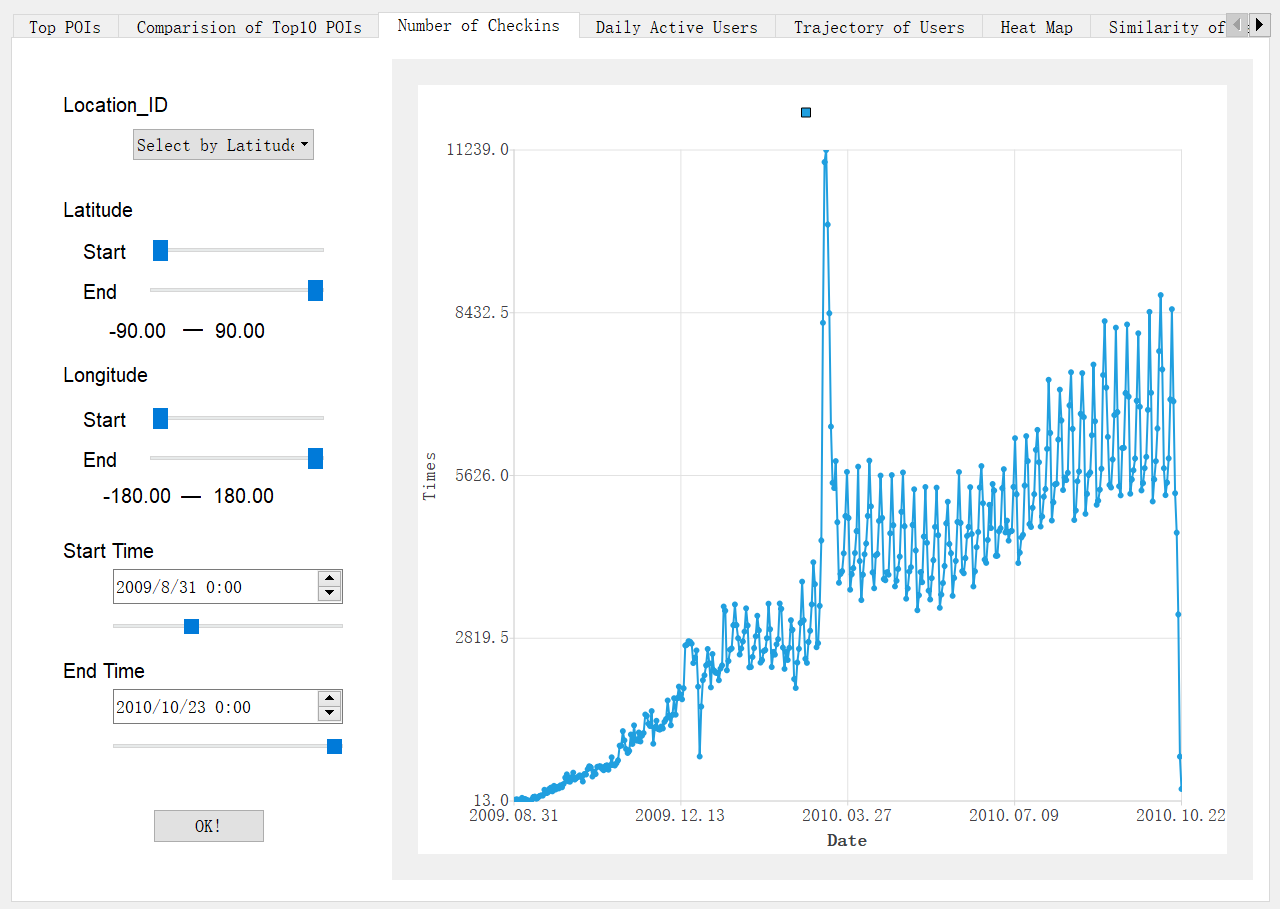 Top POIs
Comparision of Top10 POIs
Number of Checkins
Daily Active Users
Trajectory of Users
Heat Map
Similarity of
Location_ID
Select by Latitude
Latitude
Start
End
-90.00 — 90.00
Longitude
Start
End
-180.00 — 180.00
Start Time
2009/8/31 0:00
End Time
2010/10/23 0:00
OK!
11239.0
8432.5
5626.0
2819.5
13.0
Times
2009.08.31
2009.12.13
2010.03.27
2010.07.09
2010.10.22
Date